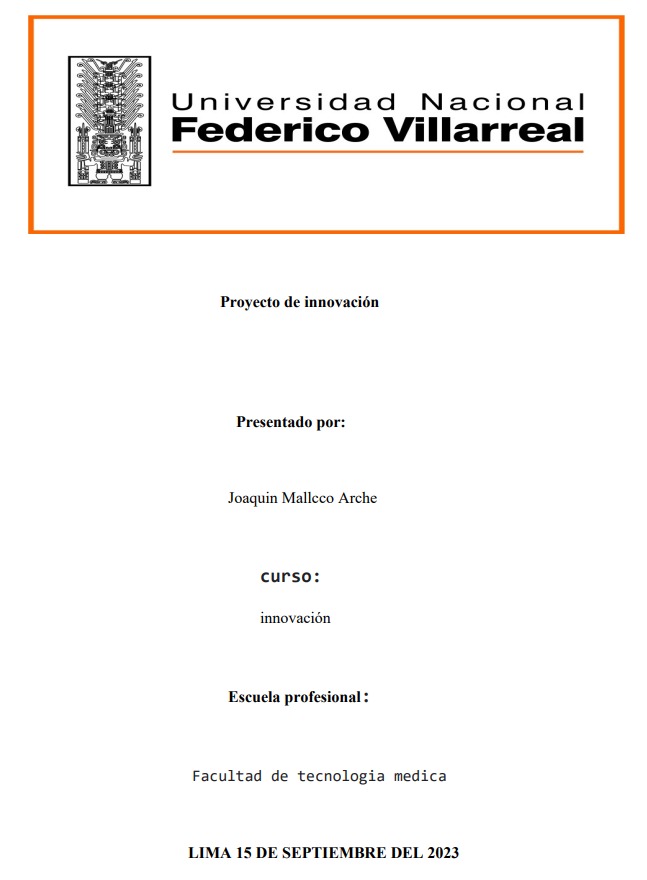 Universidad Nacional
Federico Villarreal
Proyecto de innovación
Presentado por:
Joaquin Mallcco Arche
curso:
innovación
Escuela profesional:
Facultad de tecnologia medica
LIMA 15 DE SEPTIEMBRE DEL 2023